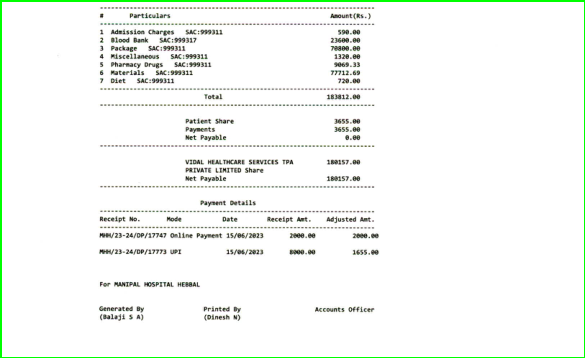 # Particulars Amount(Rs.)
1 Admission Charges SAC:999311 590.00
2 Blood Bank SAC:999317 23600.00
3 Package SAC:999311 70800.00
4 Miscellaneous SAC:999311 1320.00
5 Pharmacy Drugs SAC:999311 9069.33
6 Materials SAC:999311 77712.69
7 Diet SAC:999311 720.00
Total 183812.00
Patient Share 3655.00
Payments 3655.00
Net Payable 0.00
VIDAL HEALTHCARE SERVICES TPA 180157.00
PRIVATE LIMITED Share
Net Payable 180157.00
Payment Details
Receipt No. Mode Date Receipt Amt. Adjusted Amt.
MHH/23-24/DP/17747 Online Payment 15/06/2023 2000.00 2000.00
MHH/23-24/DP/17773 UPI 15/06/2023 8000.00 1655.00
For MANIPAL HOSPITAL HEBBAL
Generated By Printed By Accounts Officer
(Balaji S A) (Dinesh N)